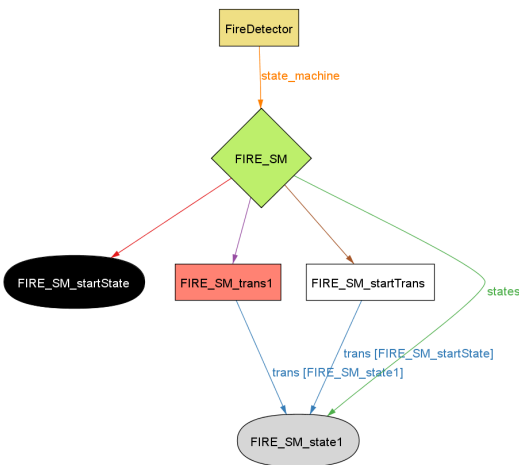 FireDetector
state_machine
FIRE_SM
FIRE_SM_startState
FIRE_SM_trans1
FIRE_SM_startTrans
states
trans [FIRE_SM_startState]
trans [FIRE_SM_state1]
FIRE_SM_state1